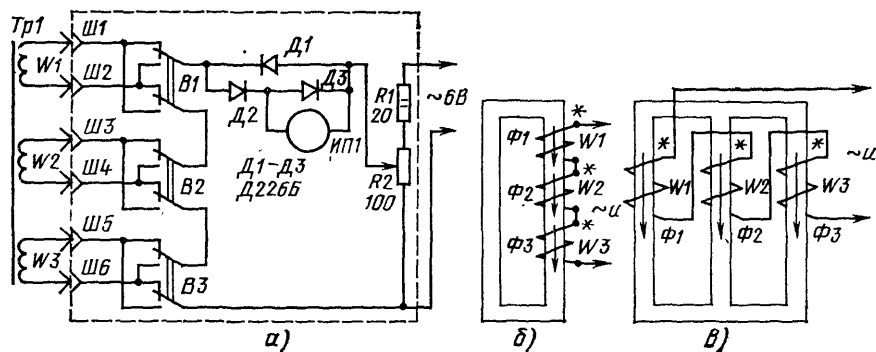 Тр1
Ш1
W1
Ш2
В1
Д1
Д2
Д3
ИП1
R1
20
~6В
Ш3
W2
Ш4
В2
Д1-Д3
Д226Б
R2
100
Ш5
W3
Ш6
В3
а)
*
Ф1
W1
*
Ф2
W2
~u
*
Ф3
W3
б)
*
W1
*
W2
*
W3
~u
Ф1
Ф2
Ф3
в)